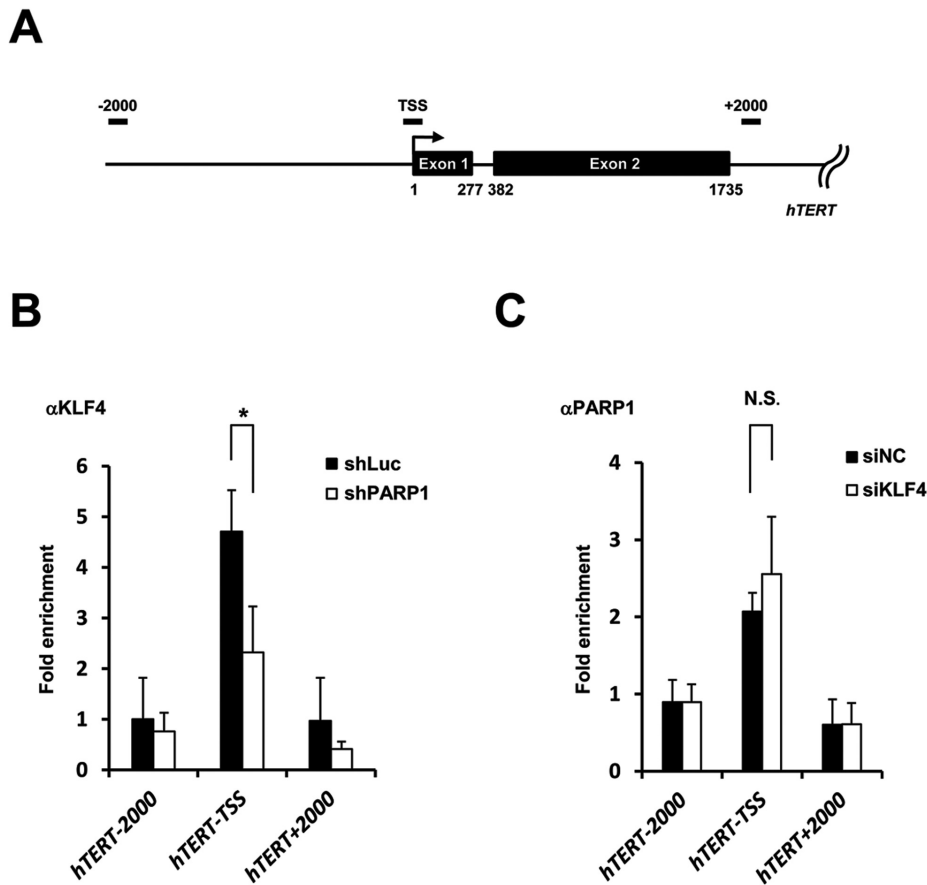 A
-2000 TSS +2000
Exon 1 Exon 2
1 277 382 1735
hTERT
B
αKLF4
*
shLuc
shPARP1
Fold enrichment
6
5
4
3
2
1
0
hTERT-2000
hTERT-TSS
hTERT+2000
C
αPARP1
N.S.
siNC
siKLF4
Fold enrichment
4
3
2
1
0
hTERT-2000
hTERT-TSS
hTERT+2000